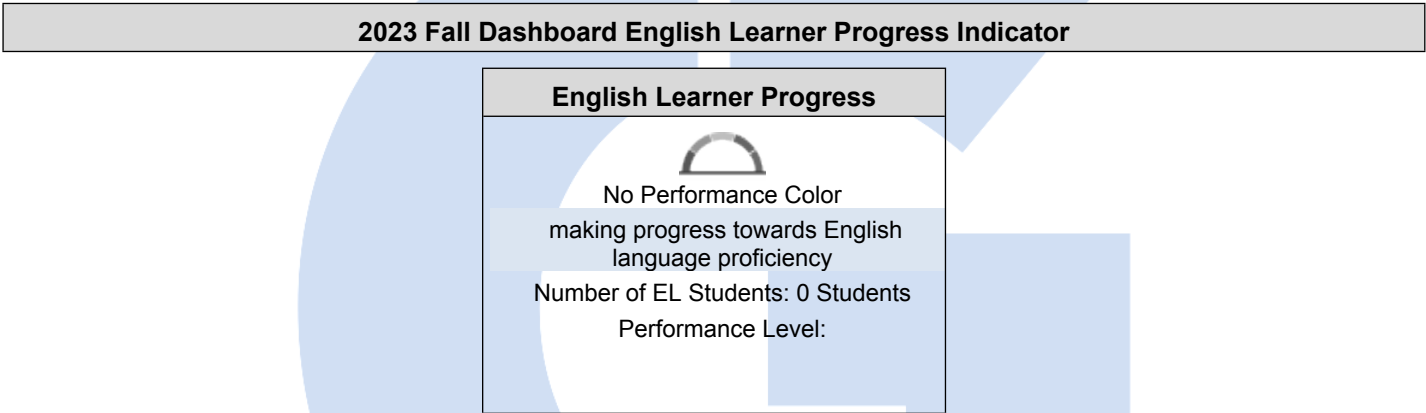 2023 Fall Dashboard English Learner Progress Indicator
English Learner Progress
No Performance Color
making progress towards English
language proficiency
Number of EL Students: 0 Students
Performance Level: